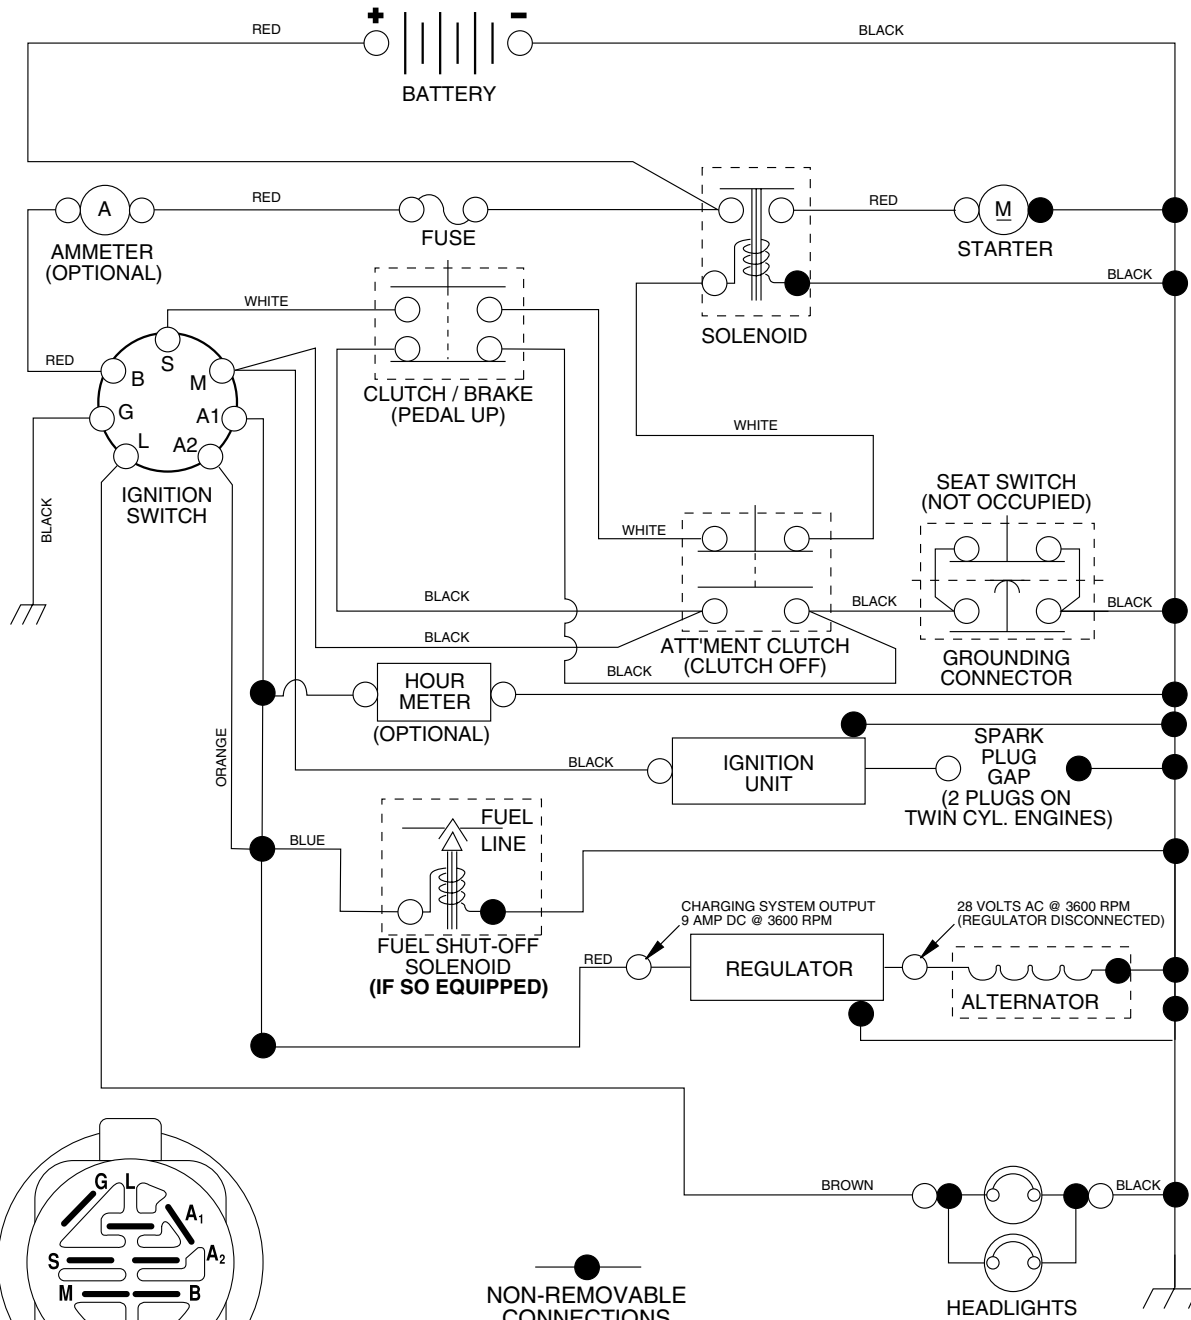 +
-
RED
BLACK
BATTERY
RED
A
AMMETER
(OPTIONAL)
FUSE
RED
M
STARTER
BLACK
SOLENOID
WHITE
RED
S
B
M
G
A1
L
A2
IGNITION
SWITCH
BLACK
CLUTCH / BRAKE
(PEDAL UP)
WHITE
WHITE
SEAT SWITCH
(NOT OCCUPIED)
BLACK
BLACK
BLACK
BLACK
BLACK
ATT'MENT CLUTCH
(CLUTCH OFF)
GROUNDING
CONNECTOR
HOUR
METER
(OPTIONAL)
ORANGE
BLACK
IGNITION
UNIT
SPARK
PLUG
GAP
(2 PLUGS ON
TWIN CYL. ENGINES)
BLUE
FUEL
LINE
FUEL SHUT-OFF
SOLENOID
(IF SO EQUIPPED)
CHARGING SYSTEM OUTPUT
9 AMP DC @ 3600 RPM
28 VOLTS AC @ 3600 RPM
(REGULATOR DISCONNECTED)
RED
REGULATOR
ALTERNATOR
BROWN
BLACK
HEADLIGHTS
G L
A1
S
A2
M
B
NON-REMOVABLE
CONNECTIONS